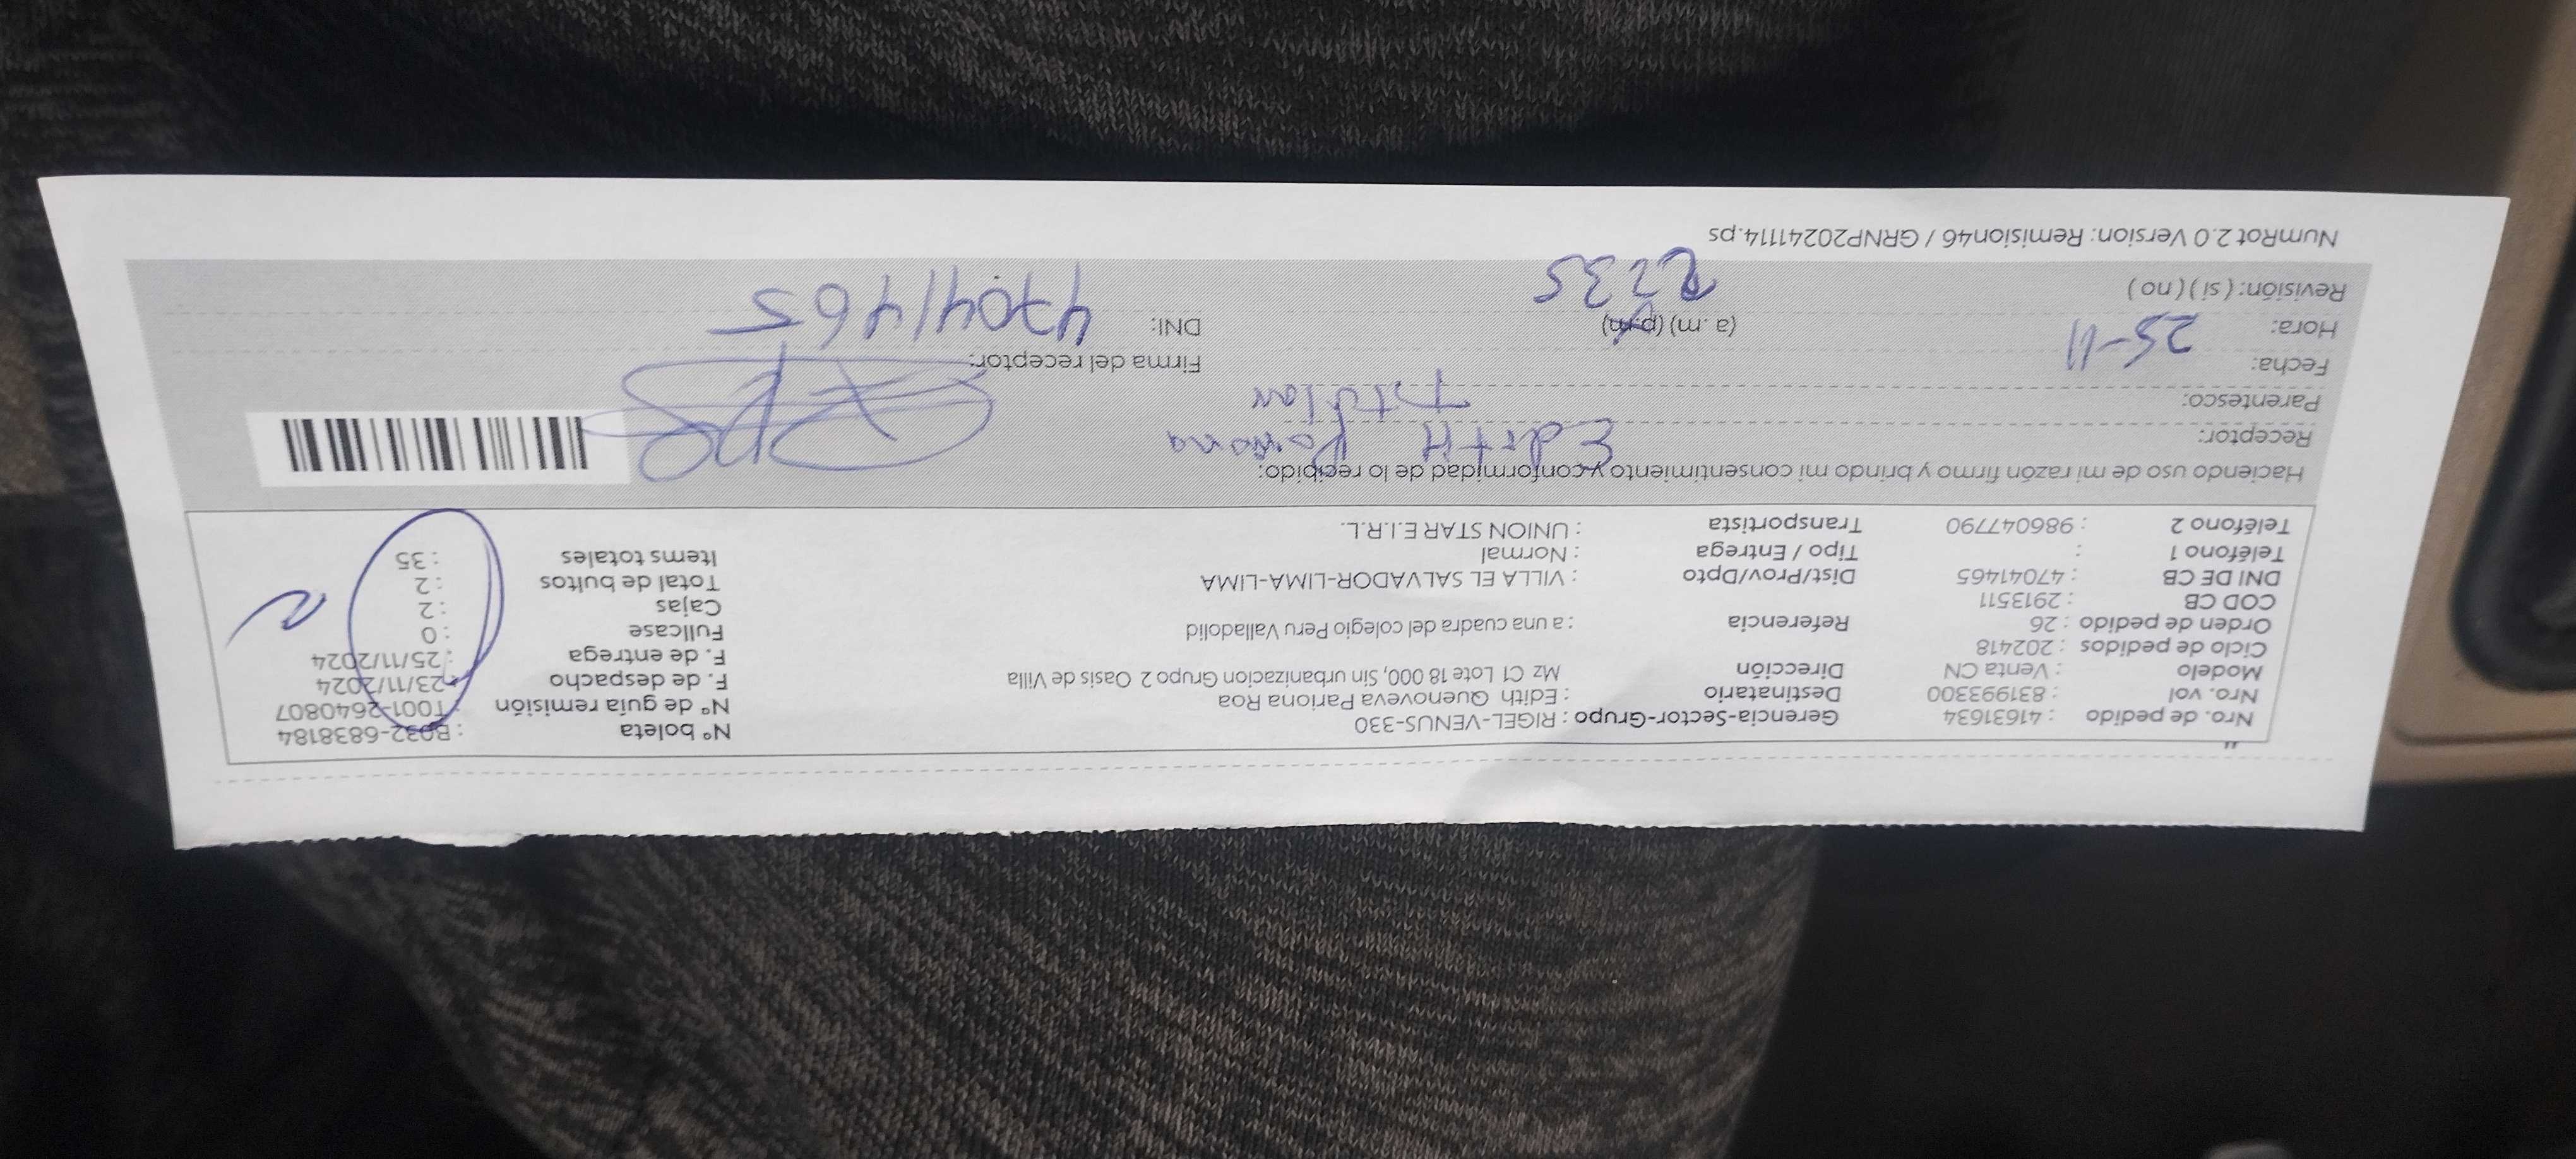 Nro. de pedido : 41631634 Gerencia-Sector-Grupo : RIGEL-VENUS-330 N° boleta : B032-6838184
Nro. vol : 831993300 Destinatario : Edith Quenoveva Pariona Roa N° de guía remisión : T001-2640807
Modelo : Venta CN Dirección Mz C1 Lote 18 000, Sin urbanizacion Grupo 2 Oasis de Villa F. de despacho : 23/11/2024
Ciclo de pedidos : 202418 F. de entrega : 25/11/2024
Orden de pedido : 26 Referencia : a una cuadra del colegio Peru Valladolid Fullcase : 0
COD CB : 2913511 Cajas : 2
DNI DE CB : 47041465 Dist/Prov/Dpto : VILLA EL SALVADOR-LIMA-LIMA Total de bultos : 2
Teléfono 1 : Tipo / Entrega : Normal Items totales : 35
Teléfono 2 : 986047790 Transportista : UNION STAR E.I.R.L.
Haciendo uso de mi razón firmo y brindo mi consentimiento y conformidad de lo recibido:
Receptor: EditH Pariona
Parentesco: Titular
Fecha: 25-11 Firma del receptor:
Hora: (a. m) (p.m) DNI: 47041465
Revisión: ( si ) ( no )
NumRot 2.0 Version: Remision46 / GRNP20241114.ps